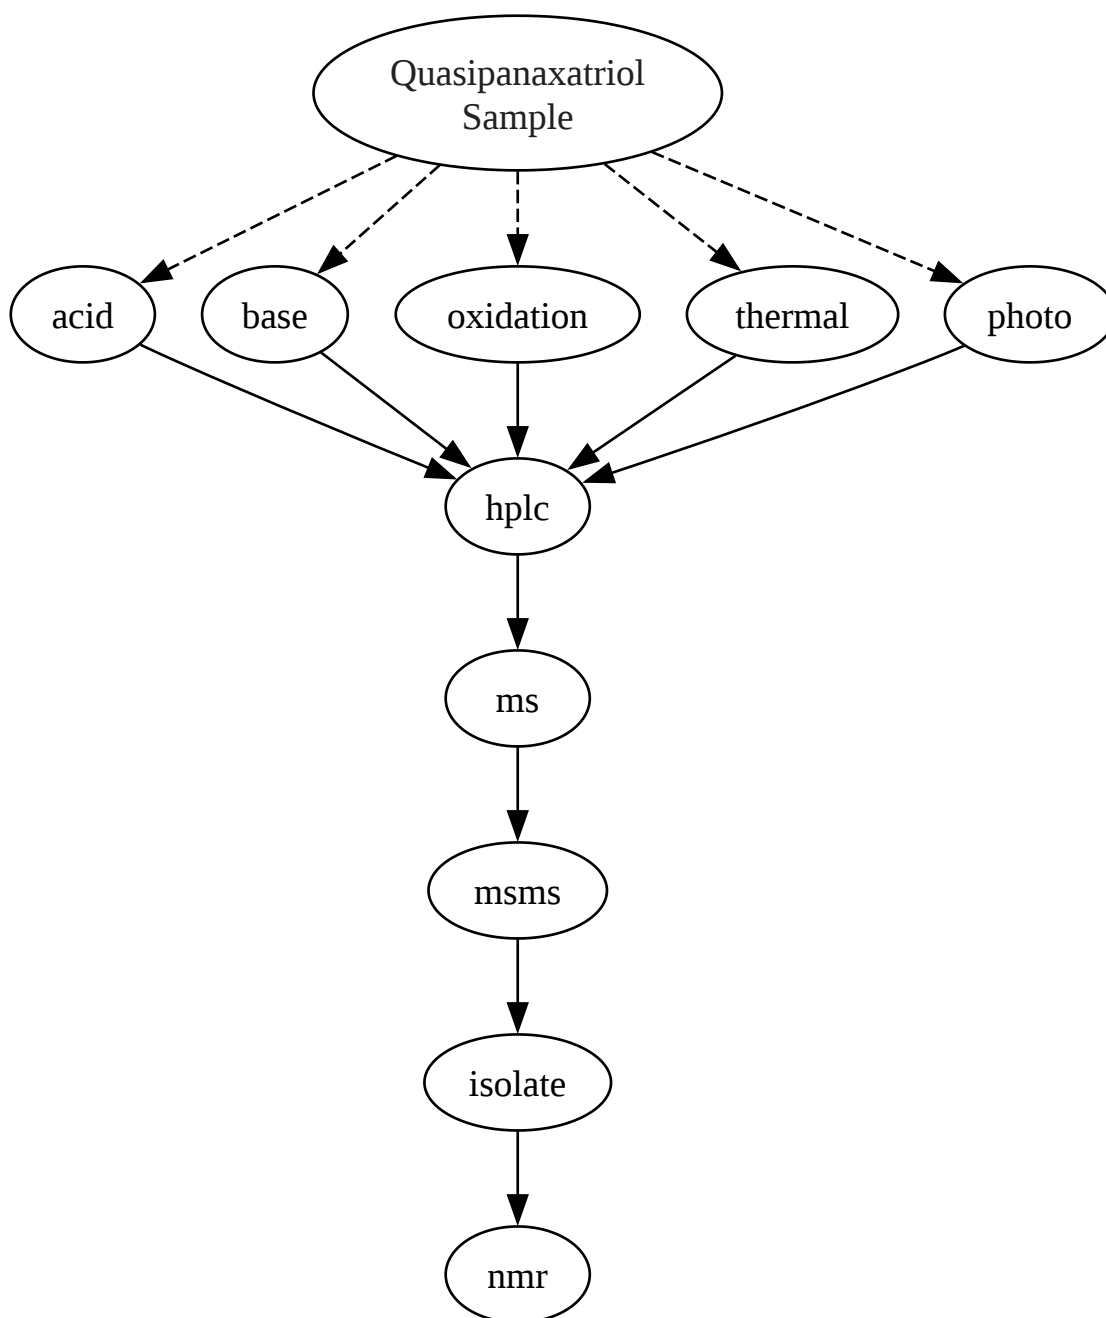 Quasipanaxatriol
Sample
acid
base
oxidation
thermal
photo
hplc
ms
msms
isolate
nmr